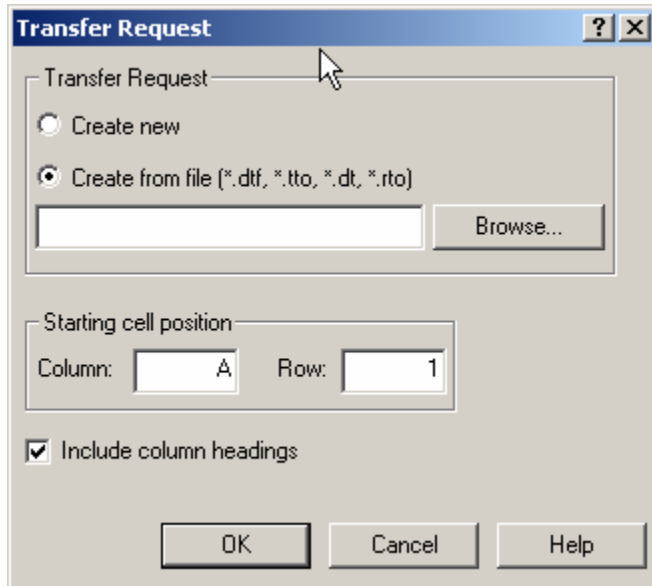 Transfer Request
Transfer Request
Create new
Create from file (*.dtf, *.tto, *.dt, *.rto)
Browse...
Starting cell position
Column: A Row: 1
Include column headings
OK Cancel Help